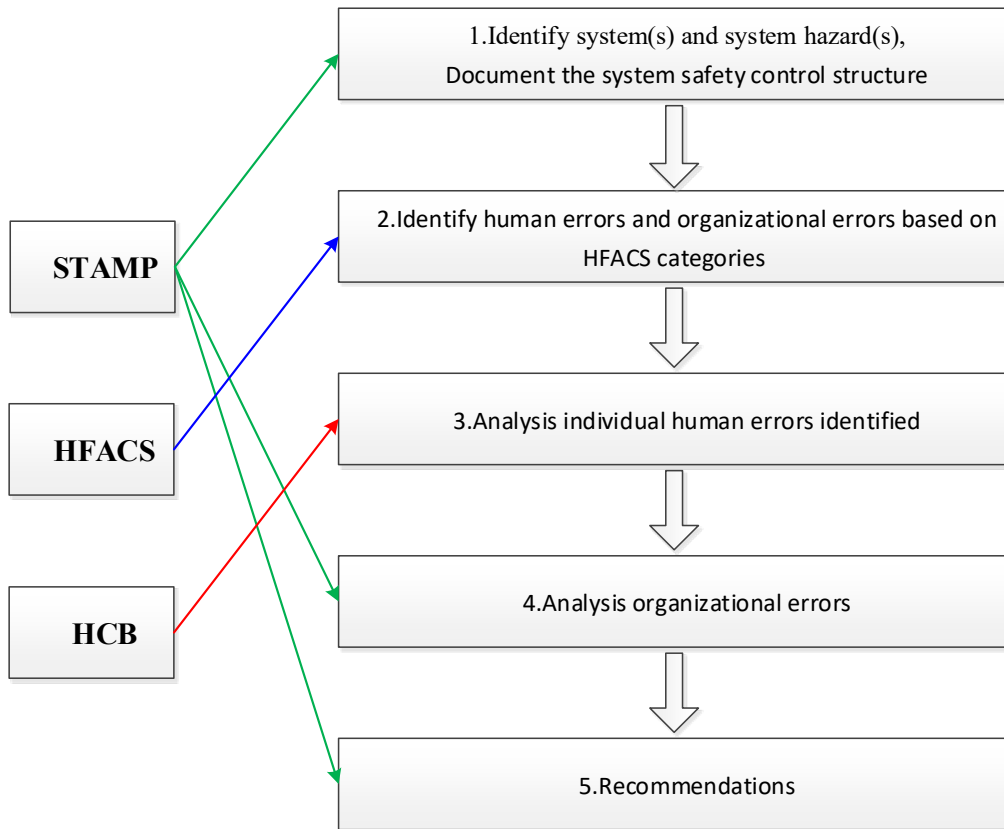 1.Identify system(s) and system hazard(s),
Document the system safety control structure
2.Identify human errors and organizational errors based on
HFACS categories
STAMP
3.Analysis individual human errors identified
HFACS
4.Analysis organizational errors
HCB
5.Recommendations